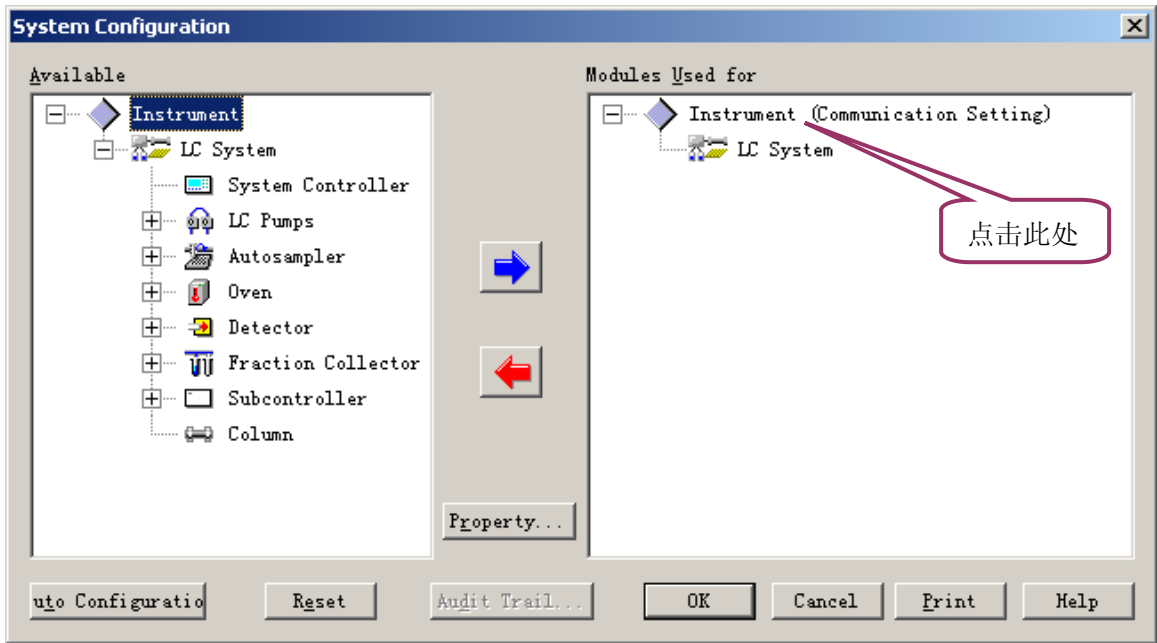 System Configuration
Available
Instrument
LC System
System Controller
LC Pumps
Autosampler
Oven
Detector
Fraction Collector
Subcontroller
Column
Property...
Modules Used for
Instrument (Communication Setting)
LC System
点击此处
uto Configuratio
Reset
Audit Trail...
OK
Cancel
Print
Help